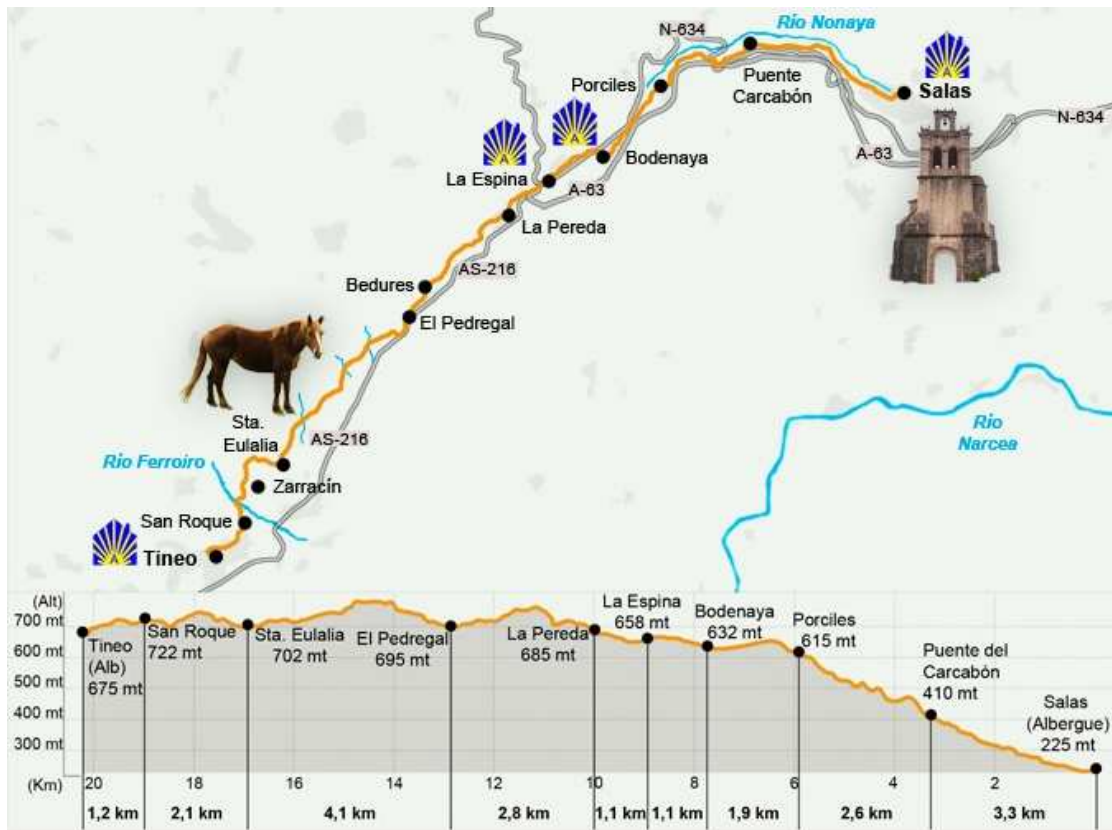 N-634
Río Nonaya
Porciles
Puente
Carcabón
Salas
N-634
A-63
Bodenaya
La Espina
A-63
La Pereda
AS-216
Bedures
El Pedregal
Sta.
Eulalia
AS-216
Río Ferroiro
Zarracín
San Roque
Tineo
Río
Narcea
A
A
A
A
(Alt)
700 mt
600 mt
500 mt
400 mt
300 mt
(Km)
Tineo
(Alb)
675 mt
San Roque
722 mt
Sta. Eulalia
702 mt
El Pedregal
695 mt
La Pereda
685 mt
La Espina
658 mt
Bodenaya
632 mt
Porciles
615 mt
Puente del
Carcabón
410 mt
Salas
(Albergue)
225 mt
20 18 16 14 12 10 8 6 4 2
1,2 km 2,1 km 4,1 km 2,8 km 1,1 km 1,1 km 1,9 km 2,6 km 3,3 km